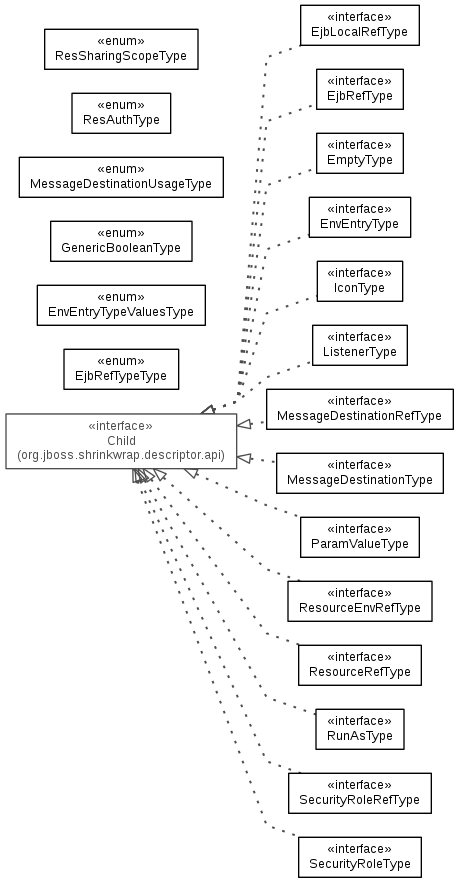 «enum»
ResSharingScopeType
«enum»
ResAuthType
«enum»
MessageDestinationUsageType
«enum»
GenericBooleanType
«enum»
EnvEntryTypeValuesType
«enum»
EjbRefTypeType
«interface»
Child
(org.jboss.shrinkwrap.descriptor.api)
«interface»
EjbLocalRefType
«interface»
EjbRefType
«interface»
EmptyType
«interface»
EnvEntryType
«interface»
IconType
«interface»
ListenerType
«interface»
MessageDestinationRefType
«interface»
MessageDestinationType
«interface»
ParamValueType
«interface»
ResourceEnvRefType
«interface»
ResourceRefType
«interface»
RunAsType
«interface»
SecurityRoleRefType
«interface»
SecurityRoleType